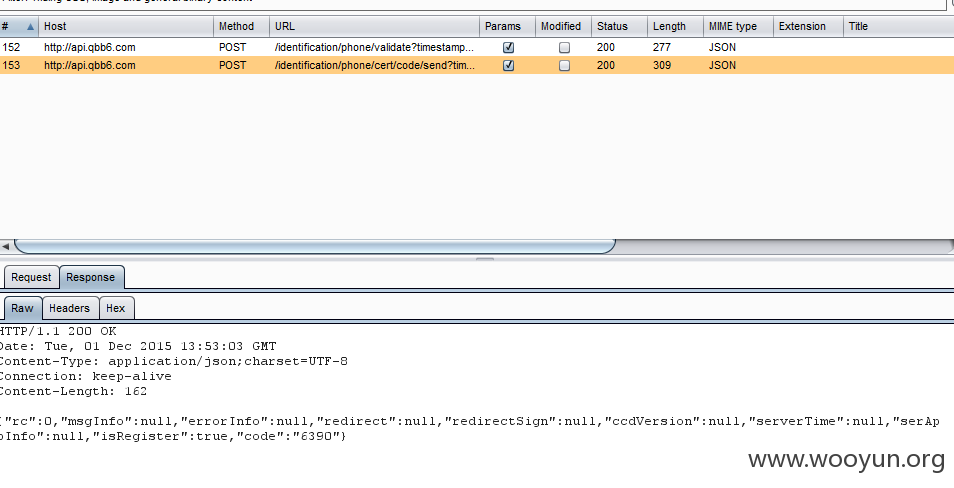 # Host Method URL Params Modified Status Length MIME type Extension Title
152 http://api.qbb6.com POST /identification/phone/validate?timestamp... 200 277 JSON
153 http://api.qbb6.com POST /identification/phone/cert/code/send?tim... 200 309 JSON
Request Response
Raw Headers Hex
HTTP/1.1 200 OK
Date: Tue, 01 Dec 2015 13:53:03 GMT
Content-Type: application/json;charset=UTF-8
Connection: keep-alive
Content-Length: 162
{"rc":0,"msgInfo":null,"errorInfo":null,"redirect":null,"redirectSign":null,"ccdVersion":null,"serverTime":null,"serAp
pInfo":null,"isRegister":true,"code":"6390"}
www.wooyun.org